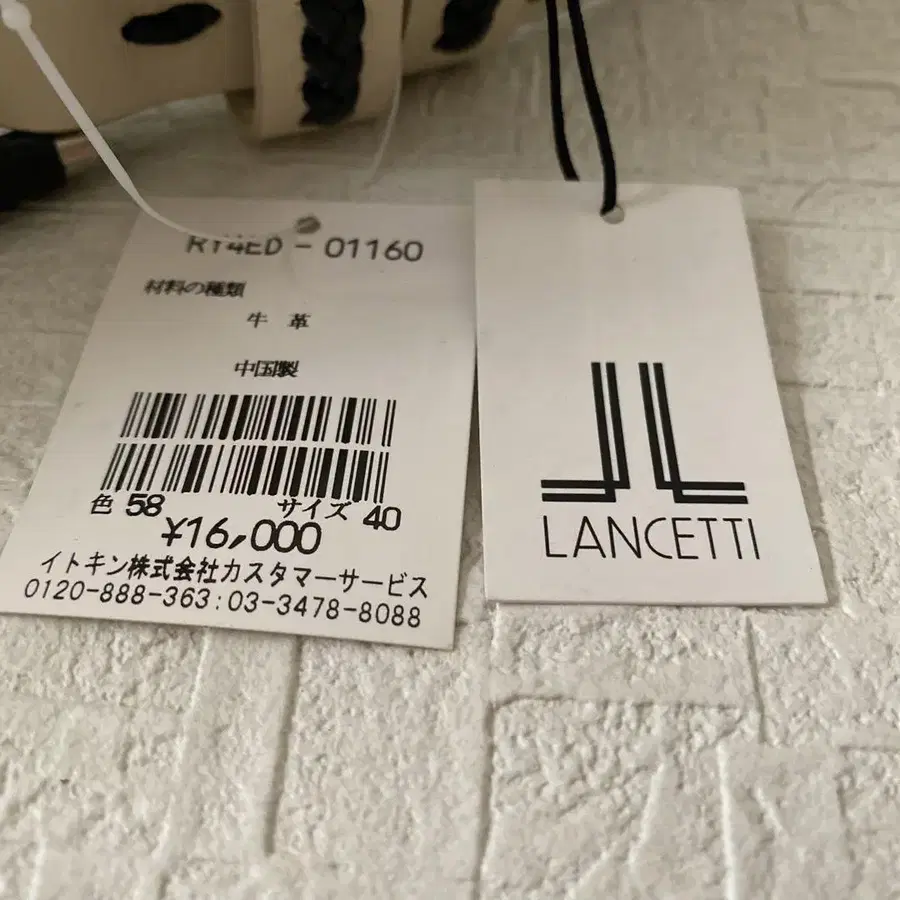 RY4ED - 01160
材料の種類
牛 革
中国製
色 58 サイズ 40
¥16,000
イトキン株式会社カスタマーサービス
0120-888-363:03-3478-8088
LANCETTI